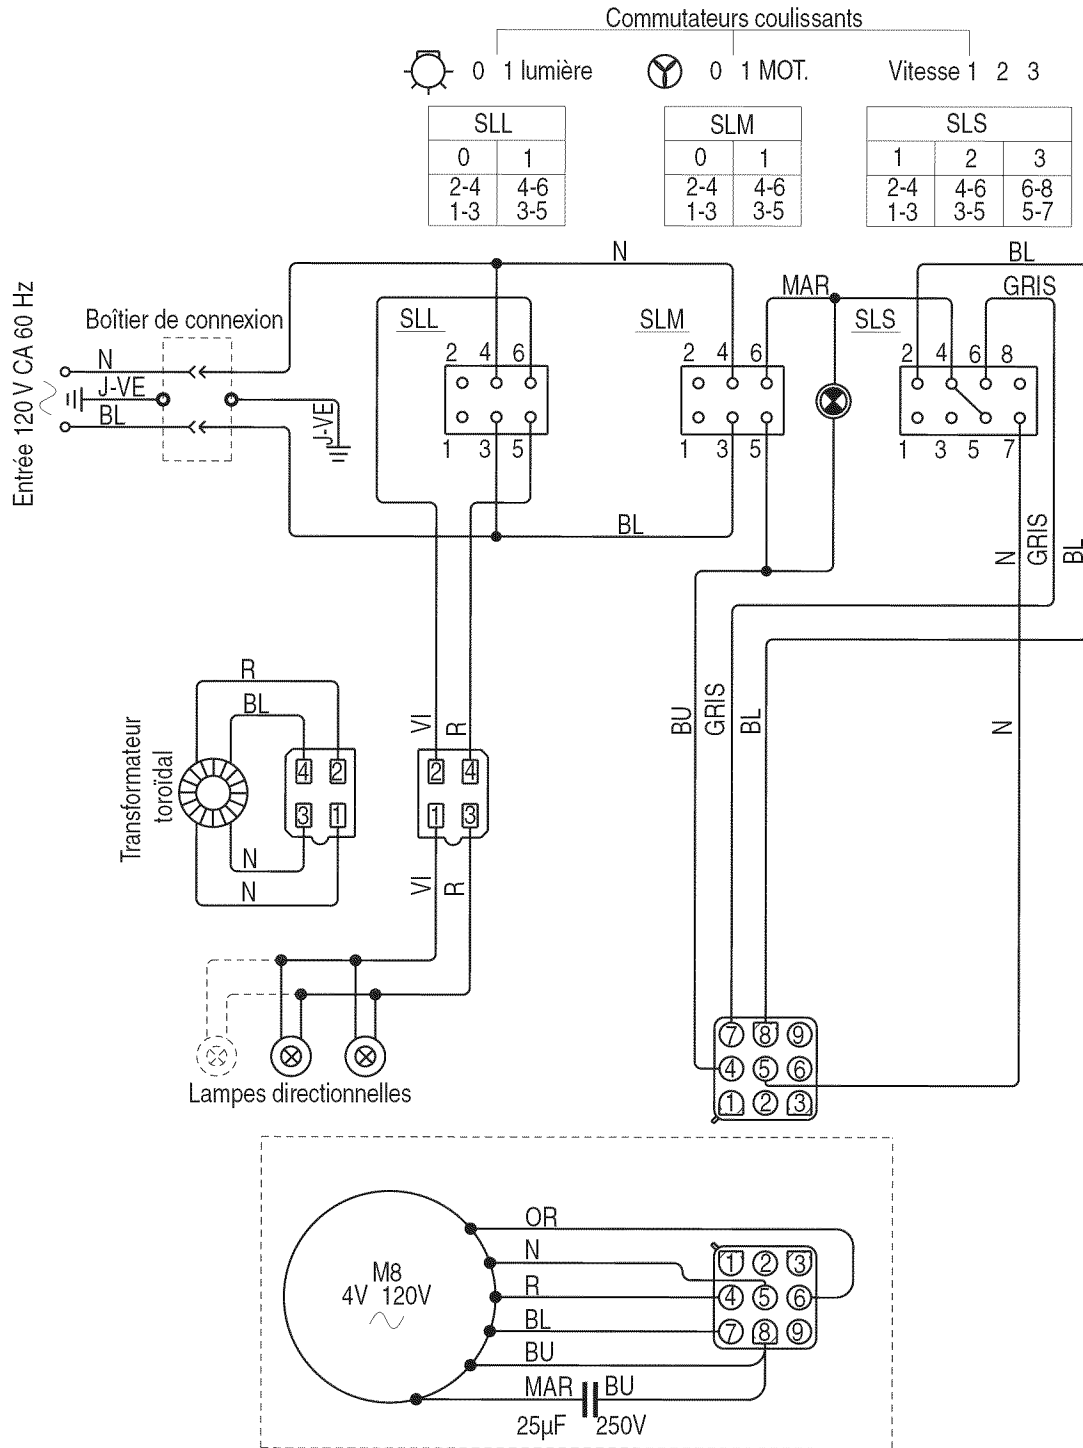 Commutateurs coulissants
0 1 lumière 0 1 MOT. Vitesse 1 2 3
SLL SLM SLS
0 1 0 1 1 2 3
2-4 4-6 2-4 4-6 2-4 4-6 6-8
1-3 3-5 1-3 3-5 1-3 3-5 5-7
N BL
MAR GRIS
Entrée 120 V CA 60 Hz
Boîtier de connexion
SLL SLM SLS
2 4 6 2 4 6 2 4 6 8
N
J-VE
BL
J-VE
1 3 5 1 3 5 1 3 5 7
BL
N GRIS BL
R
BL
VI R
BU GRIS BL N
Transformateur
toroïdal
4 2 2 4
3 1 1 3
N
N
VI R
7 8 9
4 5 6
1 2 3
Lampes directionnelles
OR
N
R
BL
BU
MAR BU
25µF 250V
M8
4V 120V
1 2 3
4 5 6
7 8 9